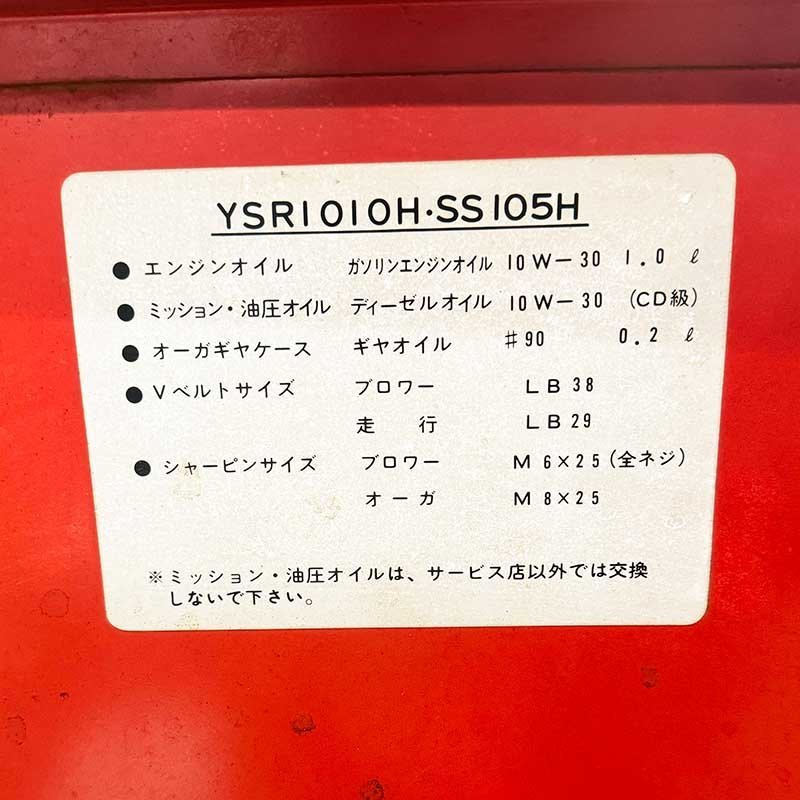 YSR1010H・SS105H
● エンジンオイル ガソリンエンジンオイル 10W－30 1.0 ℓ
● ミッション・油圧オイル ディーゼルオイル 10W－30 (CD級)
● オーガギヤケース ギヤオイル ♯90 0.2 ℓ
● Vベルトサイズ ブロワー LB38
走 行 LB29
● シャーピンサイズ ブロワー M6×25(全ネジ)
オーガ M8×25
※ミッション・油圧オイルは、サービス店以外では交換
しないで下さい。